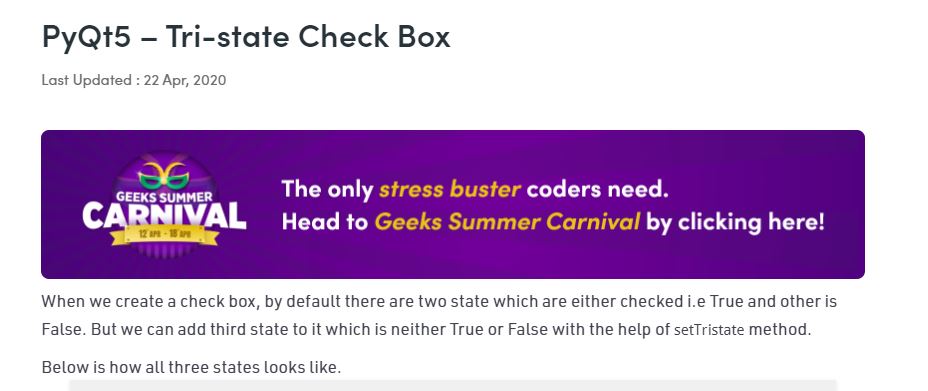 PyQt5 – Tri-state Check Box
Last Updated : 22 Apr, 2020
GEEKS SUMMER
CARNIVAL
12 APR - 18 APR
The only stress buster coders need.
Head to Geeks Summer Carnival by clicking here!
When we create a check box, by default there are two state which are either checked i.e True and other is
False. But we can add third state to it which is neither True or False with the help of setTristate method.
Below is how all three states looks like.